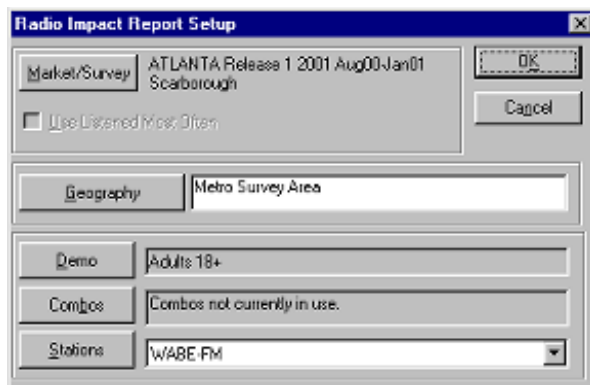 Radio Impact Report Setup
Market/Survey
ATLANTA Release 1 2001 Aug00-Jan01
Scarborough
Use Listened Most Often
OK
Cancel
Geography
Metro Survey Area
Demo
Adults 18+
Combos
Combos not currently in use.
Stations
WABE-FM